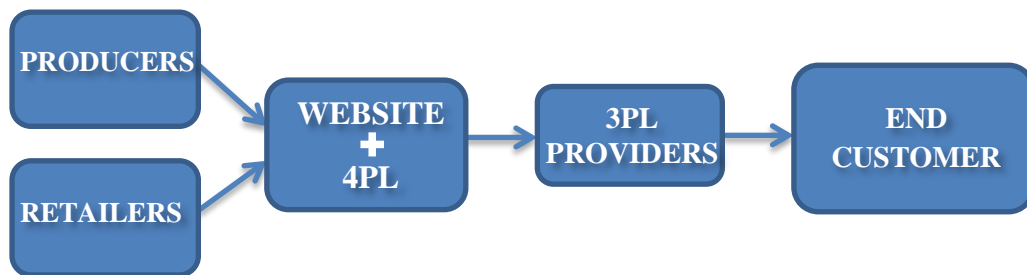 PRODUCERS
RETAILERS
WEBSITE
+
4PL
3PL
PROVIDERS
END
CUSTOMER